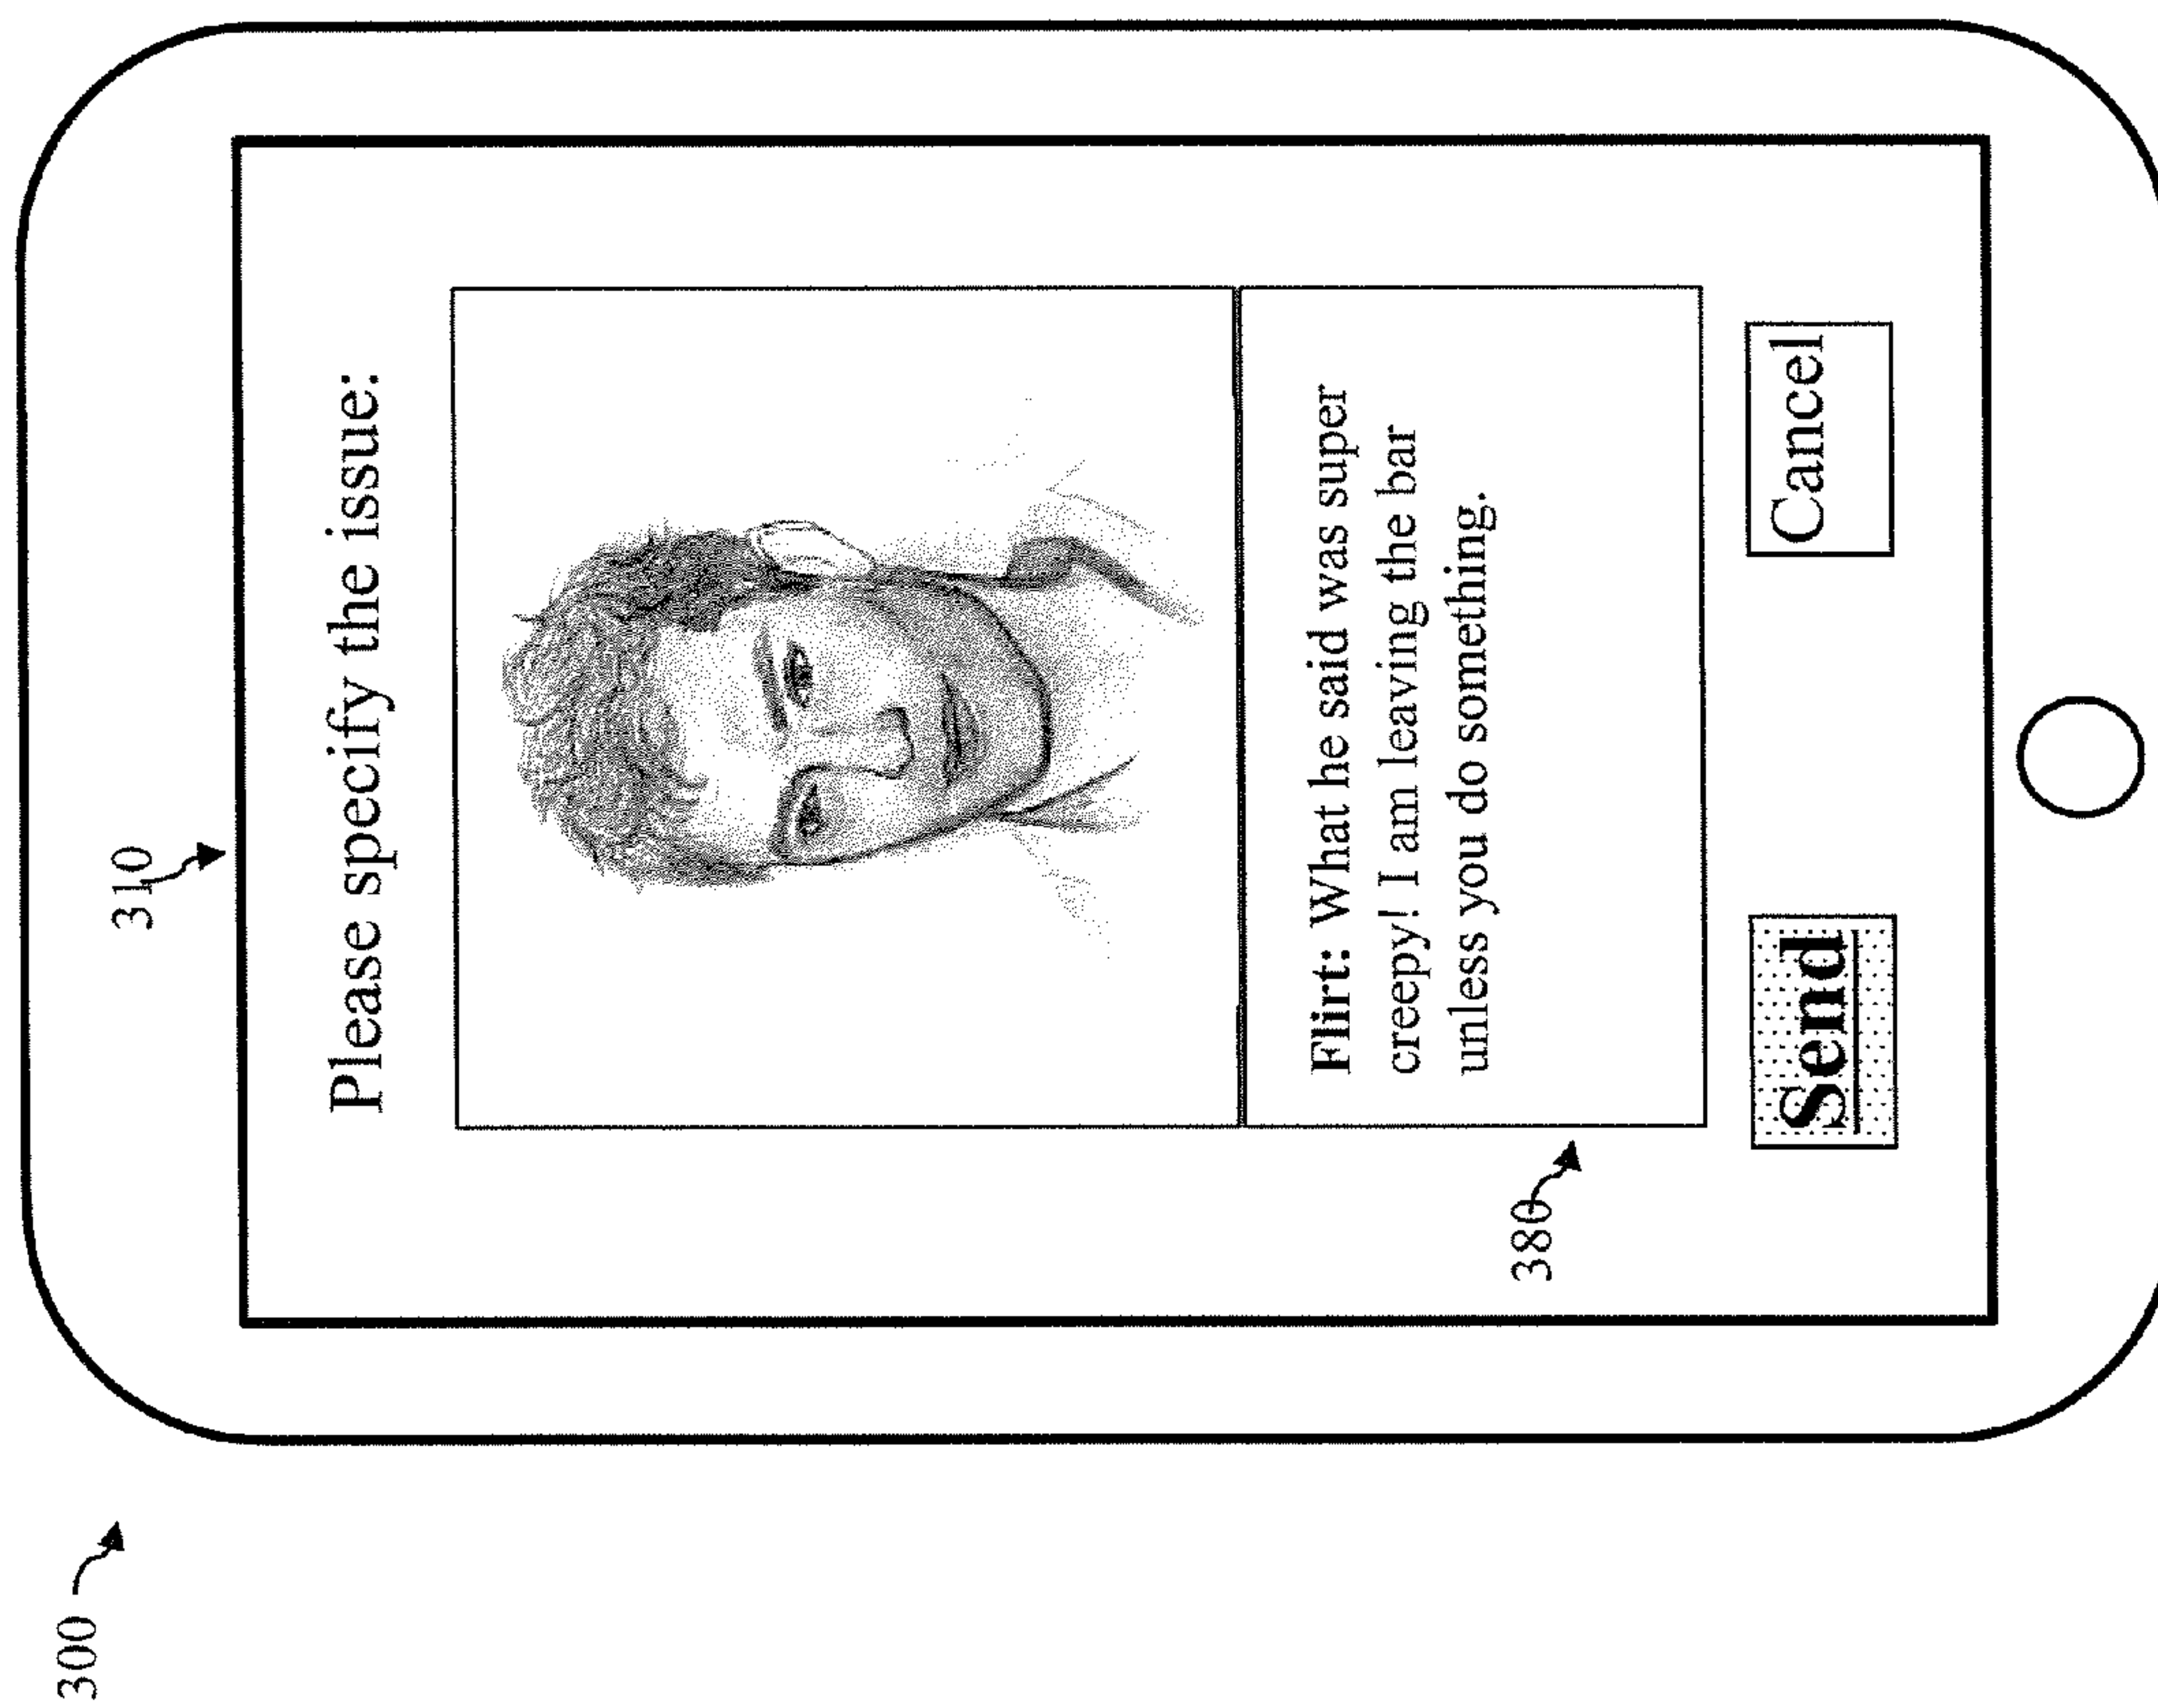 300
310
Please specify the issue:
Flirt: What he said was super
creepy! I am leaving the bar
unless you do something.
380
Send
Cancel